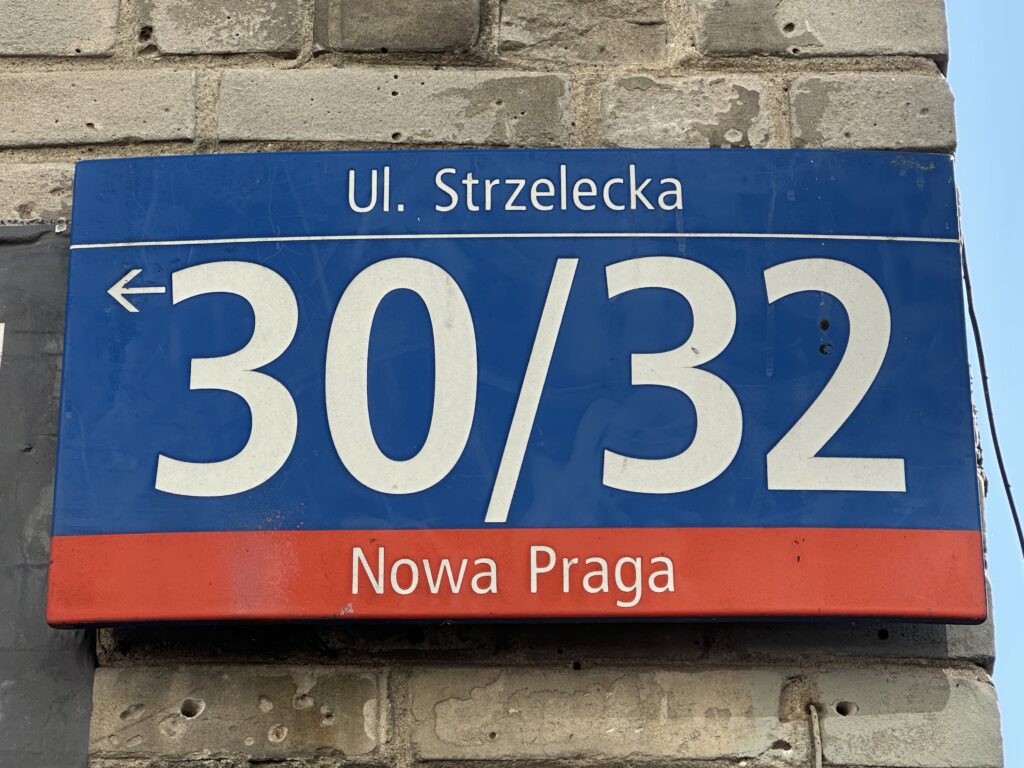 Ul. Strzelecka
←30/32
Nowa Praga